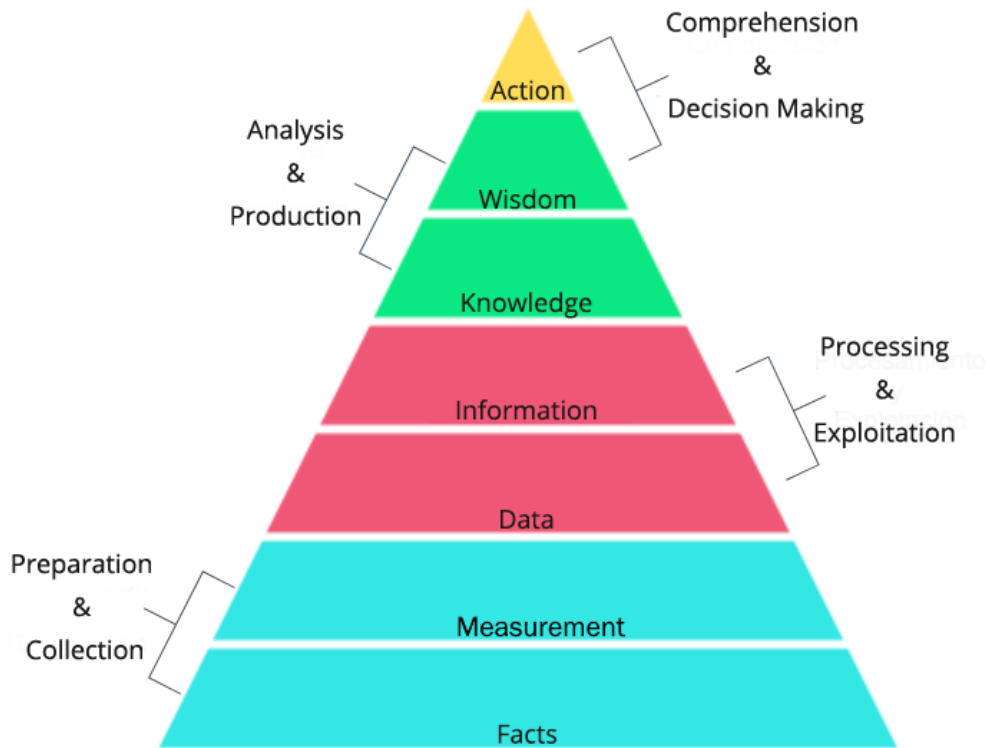 Comprehension
&
Decision Making
Action
Analysis
&
Production
Wisdom
Knowledge
Processing
&
Exploitation
Information
Data
Preparation
&
Collection
Measurement
Facts